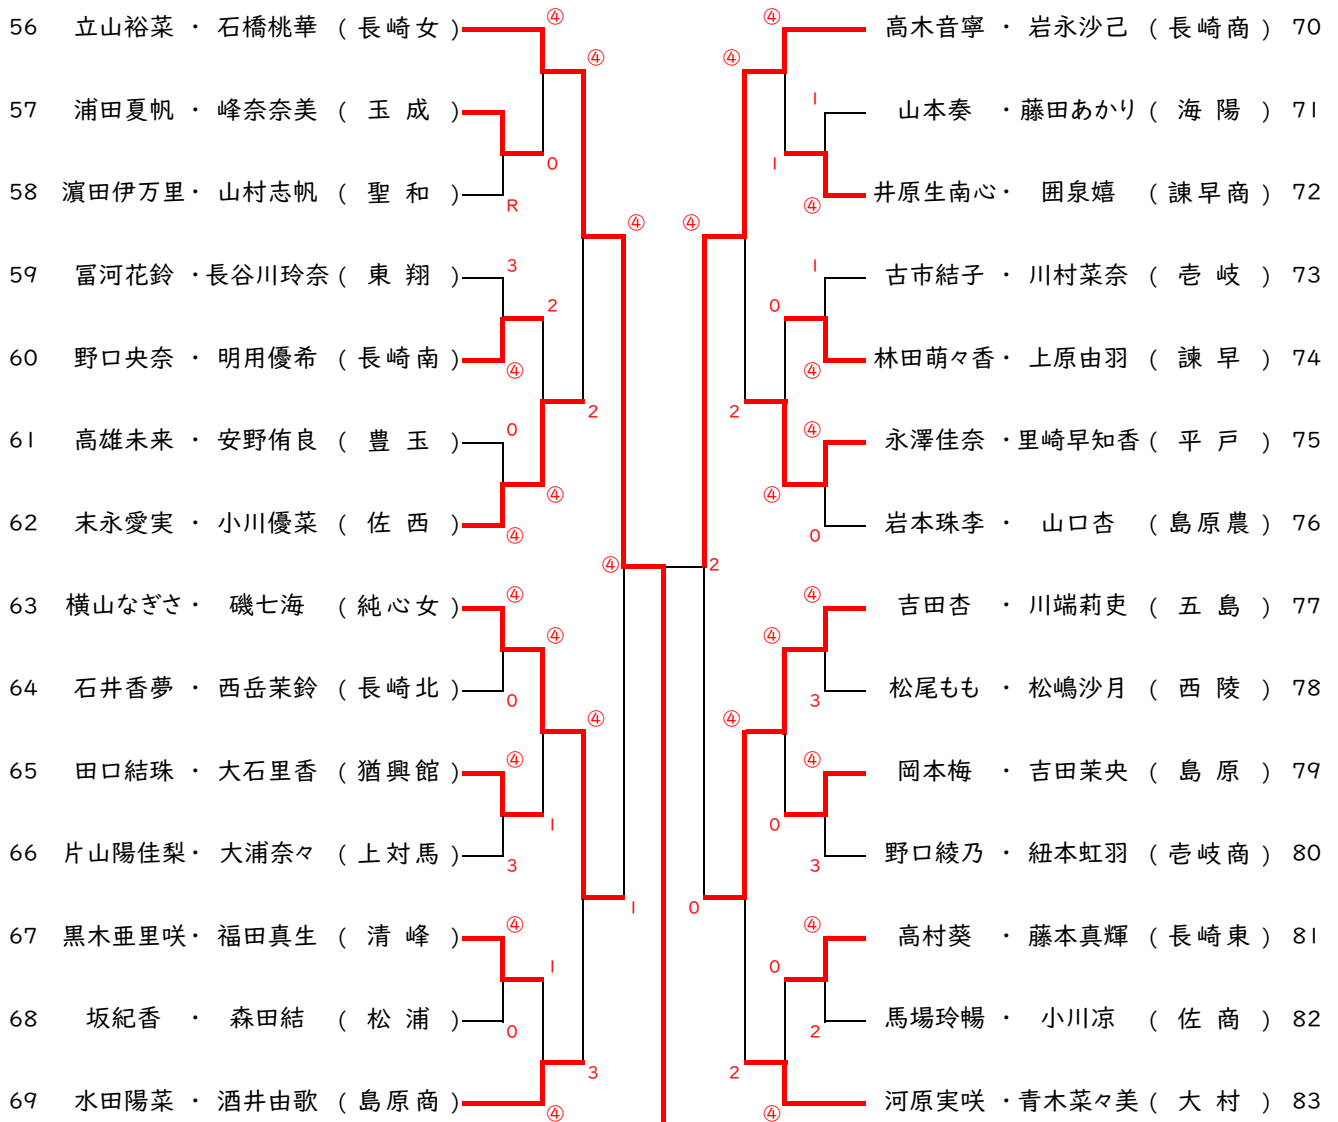 56 立山裕菜 ・ 石橋桃華 ( 長崎女 ) ④ ④ 高木音寧 ・ 岩永沙己 ( 長崎商 ) 70
④ ④
57 浦田夏帆 ・ 峰奈奈美 ( 玉 成 ) 1 山本奏 ・ 藤田あかり ( 海 陽 ) 71
0 1
58 濵田伊万里 ・ 山村志帆 ( 聖 和 ) R ④ 井原生南心 ・ 囲泉嬉 ( 諫早商 ) 72
④ ④
59 冨河花鈴 ・ 長谷川玲奈 ( 東 翔 ) 3 1 古市結子 ・ 川村菜奈 ( 壱 岐 ) 73
2 0
60 野口央奈 ・ 明用優希 ( 長崎南 ) ④ ④ 林田萌々香 ・ 上原由羽 ( 諫 早 ) 74
2 2
61 高雄未来 ・ 安野侑良 ( 豊 玉 ) 0 ④ 永澤佳奈 ・ 里崎早知香 ( 平 戸 ) 75
④ ④
62 末永愛実 ・ 小川優菜 ( 佐 西 ) ④ 0 岩本珠李 ・ 山口杏 ( 島原農 ) 76
④ 2
63 横山なぎさ ・ 磯七海 ( 純心女 ) ④ ④ 吉田杏 ・ 川端莉吏 ( 五 島 ) 77
④ ④
64 石井香夢 ・ 西岳茉鈴 ( 長崎北 ) 0 3 松尾もも ・ 松嶋沙月 ( 西 陵 ) 78
④ ④
65 田口結珠 ・ 大石里香 ( 猶興館 ) ④ ④ 岡本梅 ・ 吉田茉央 ( 島 原 ) 79
1 0
66 片山陽佳梨 ・ 大浦奈々 ( 上対馬 ) 3 3 野口綾乃 ・ 紐本虹羽 ( 壱岐商 ) 80
1 0
67 黒木亜里咲 ・ 福田真生 ( 清 峰 ) ④ ④ 高村葵 ・ 藤本真輝 ( 長崎東 ) 81
1 0
68 坂紀香 ・ 森田結 ( 松 浦 ) 0 2 馬場玲暢 ・ 小川凉 ( 佐 商 ) 82
3 2
69 水田陽菜 ・ 酒井由歌 ( 島原商 ) ④ ④ 河原実咲 ・ 青木菜々美 ( 大 村 ) 83